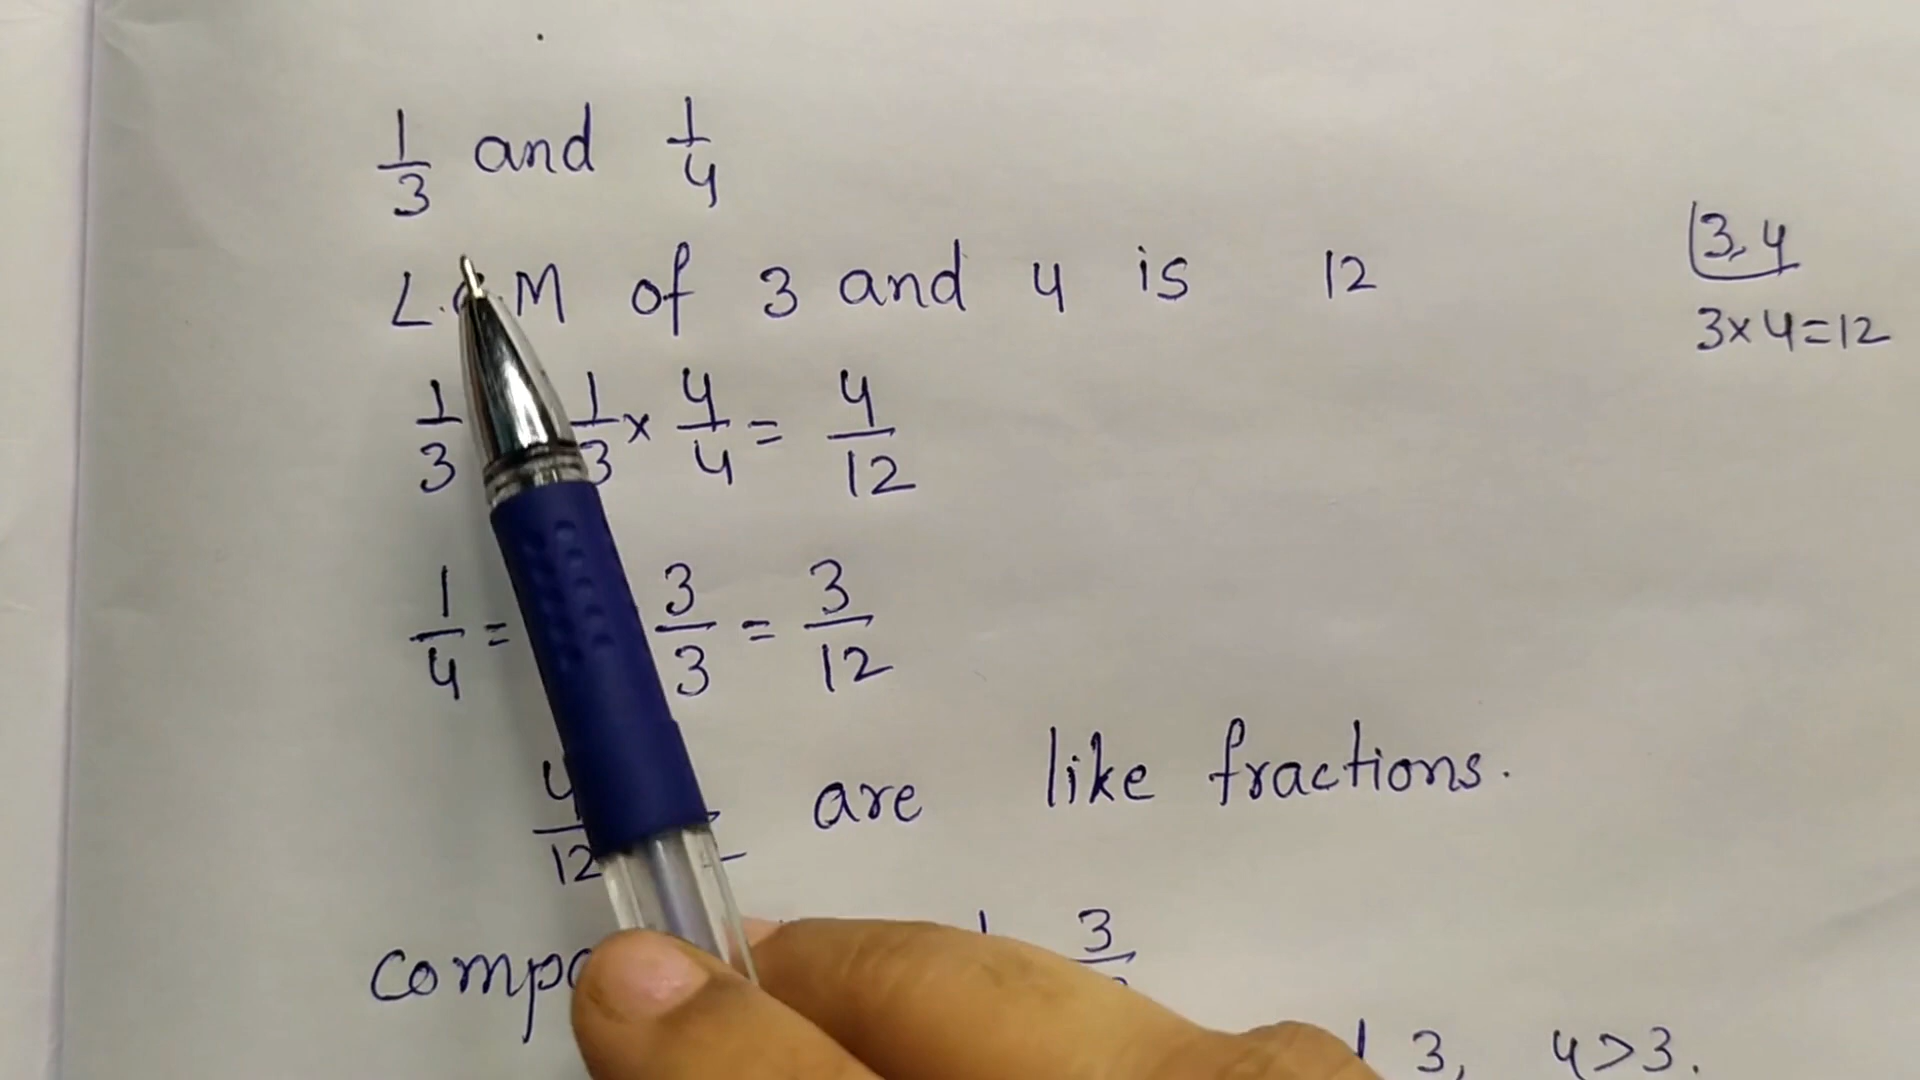 1/3 and 1/4
L.C.M of 3 and 4 is 12
3, 4
3×4=12
1/3 1/3 × 4/4 = 4/12
1/4 = 3/3 = 3/12
4/12 are like fractions.
3
3, 4>3.